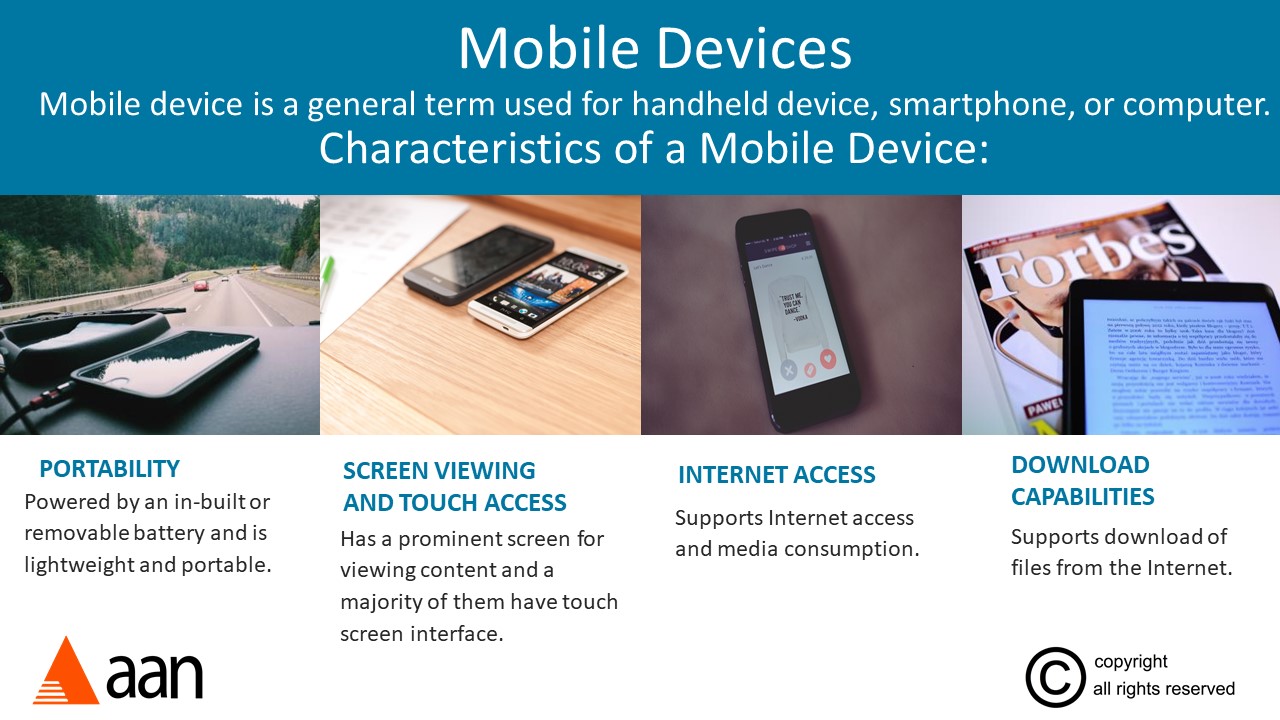 Mobile Devices
Mobile device is a general term used for handheld device, smartphone, or computer.
Characteristics of a Mobile Device:
"TRUST ME,
YOU CAN
DANCE."
-VODKA
Forbes
PORTABILITY
Powered by an in-built or
removable battery and is
lightweight and portable.
SCREEN VIEWING
AND TOUCH ACCESS
Has a prominent screen for
viewing content and a
majority of them have touch
screen interface.
INTERNET ACCESS
Supports Internet access
and media consumption.
DOWNLOAD
CAPABILITIES
Supports download of
files from the Internet.
aan
© copyright
all rights reserved